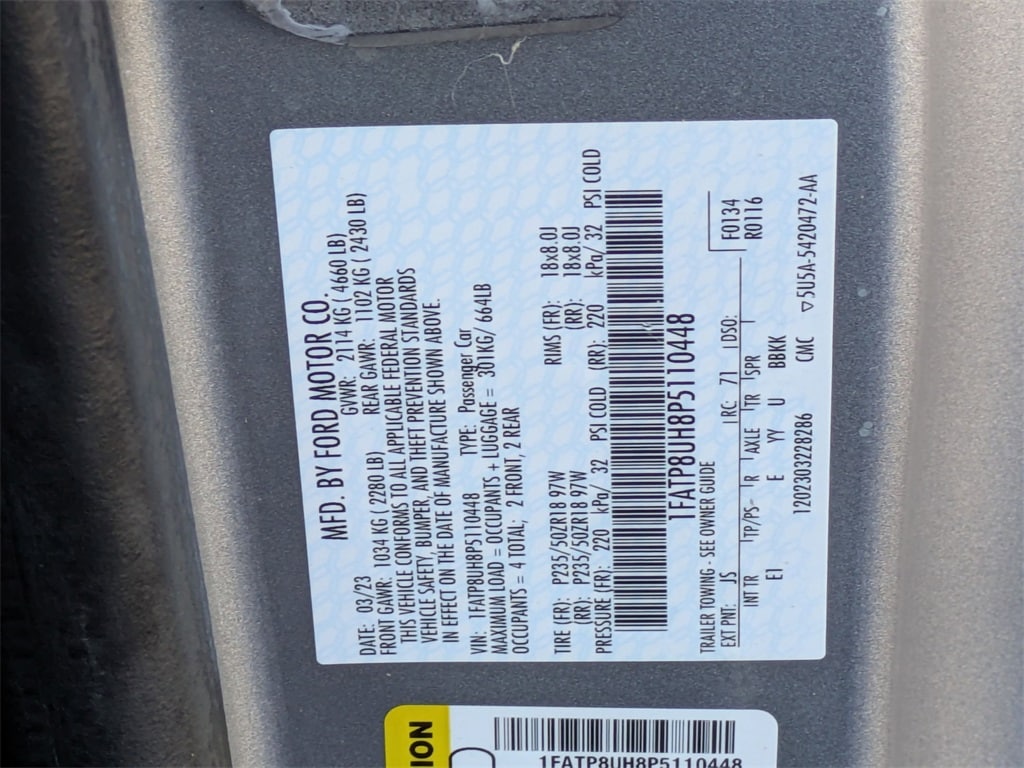 MFD. BY FORD MOTOR CO.
DATE: 03/23 GVWR: 2114 KG ( 4660 LB)
FRONT GAWR: 1034 KG ( 2280 LB) REAR GAWR: 1102 KG ( 2430 LB)
THIS VEHICLE CONFORMS TO ALL APPLICABLE FEDERAL MOTOR
VEHICLE SAFETY, BUMPER, AND THEFT PREVENTION STANDARDS
IN EFFECT ON THE DATE OF MANUFACTURE SHOWN ABOVE.
VIN: 1FATP8UH8P5110448 TYPE: Passenger Car
MAXIMUM LOAD = OCCUPANTS + LUGGAGE = 301KG/ 664LB
OCCUPANTS = 4 TOTAL; 2 FRONT, 2 REAR
TIRE (FR): P235/50ZR18 97W RIMS (FR): 18x8.0J
(RR): P235/50ZR18 97W (RR): 18x8.0J
PRESSURE (FR): 220 kPa/ 32 PSI COLD (RR): 220 kPa/ 32 PSI COLD
1FATP8UH8P5110448
TRAILER TOWING - SEE OWNER GUIDE F0134
EXT PNT: JS RC: 71 DSO: R0116
INT TR TP/PS R AXLE TR SPR
EI E YY U BBKK
120230322826 CMC ▽5U5A-5420472-AA
ION
1FATP8UH8P5110448